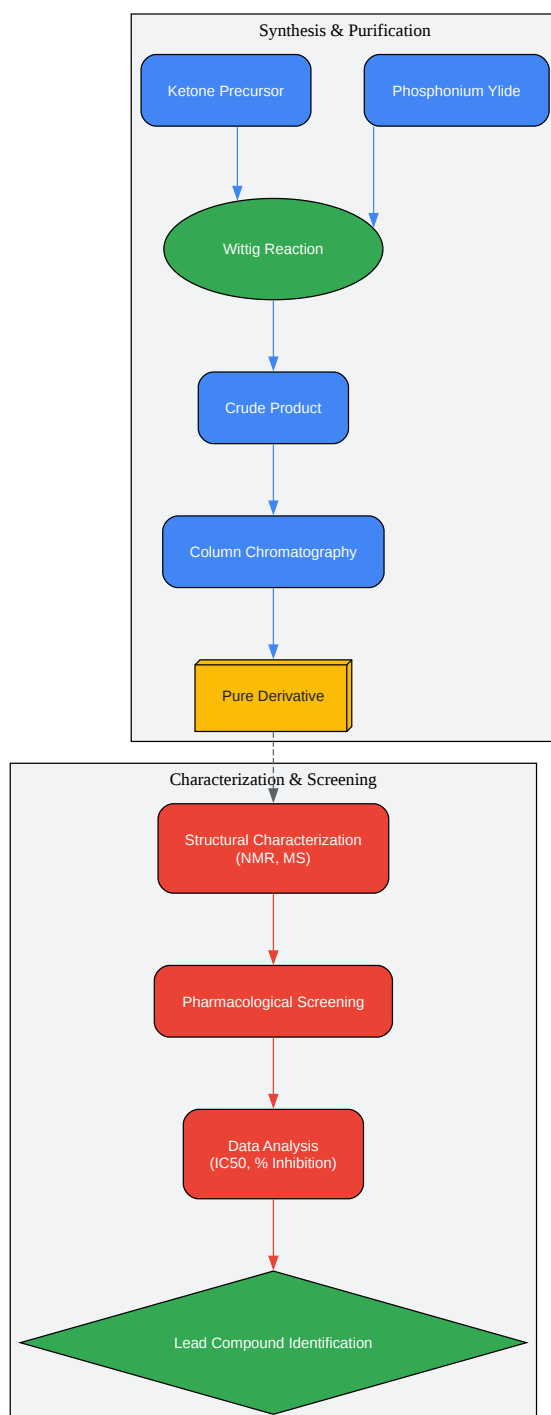 Synthesis & Purification
Ketone Precursor
Phosphonium Ylide
Wittig Reaction
Crude Product
Column Chromatography
Pure Derivative
Characterization & Screening
Structural Characterization
(NMR, MS)
Pharmacological Screening
Data Analysis
(IC50, % Inhibition)
Lead Compound Identification